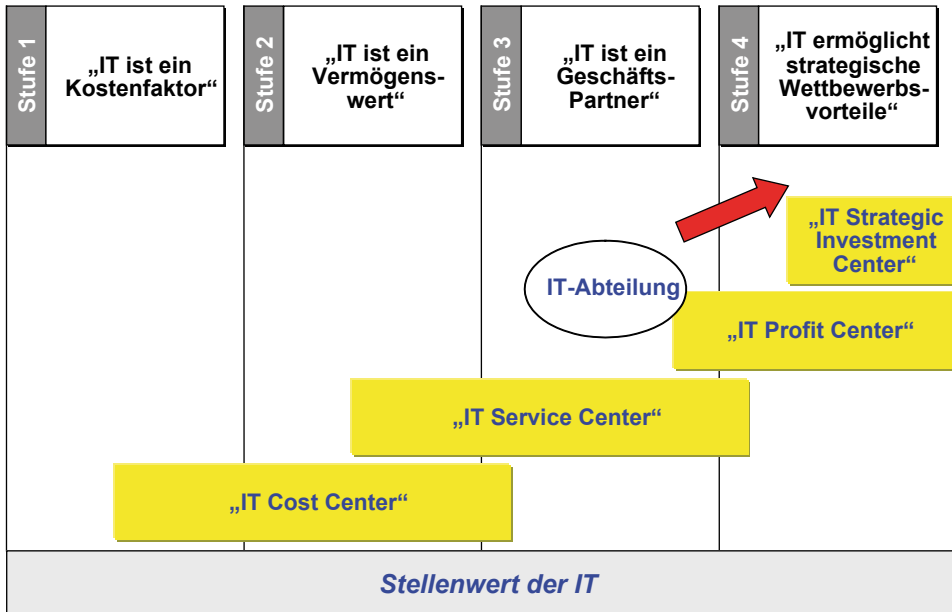 Stufe 1
„IT ist ein
Kostenfaktor“
Stufe 2
„IT ist ein
Vermögens-
wert“
Stufe 3
„IT ist ein
Geschäfts-
Partner“
Stufe 4
„IT ermöglicht
strategische
Wettbewerbs-
vorteile“
„IT Strategic
Investment
Center“
IT-Abteilung
„IT Profit Center“
„IT Service Center“
„IT Cost Center“
Stellenwert der IT